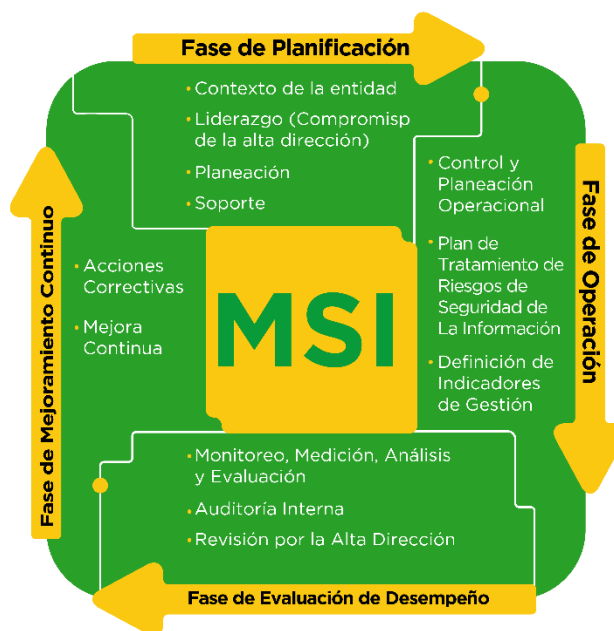 Fase de Planificación
• Contexto de la entidad
• Liderazgo (Compromisp
de la alta dirección)
• Planeación
• Soporte
Fase de Operación
• Control y
Planeación
Operacional
• Plan de
Tratamiento de
Riesgos de
Seguridad de
La Información
• Definición de
Indicadores
de Gestión
MSI
• Monitoreo, Medición, Análisis
y Evaluación
• Auditoría Interna
• Revisión por la Alta Dirección
Fase de Evaluación de Desempeño
Fase de Mejoramiento Continuo
• Acciones
Correctivas
• Mejora
Continua